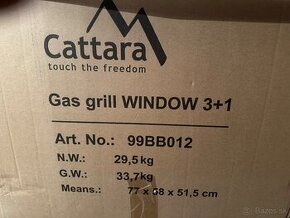 Cattara
touch the freedom
Gas grill WINDOW 3+1
Art. No.: 99BB012
N.W.: 29,5kg
G.W.: 33,7kg
Means.: 77 x 58 x 51,5 cm